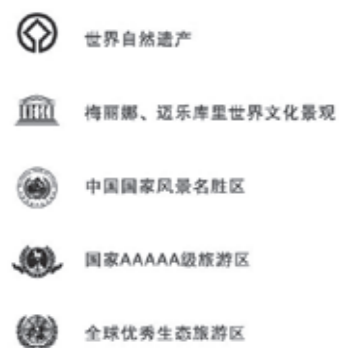 世界自然遗产
梅丽娜、迈乐库里世界文化景观
中国国家风景名胜区
国家AAAAA级旅游区
全球优秀生态旅游区